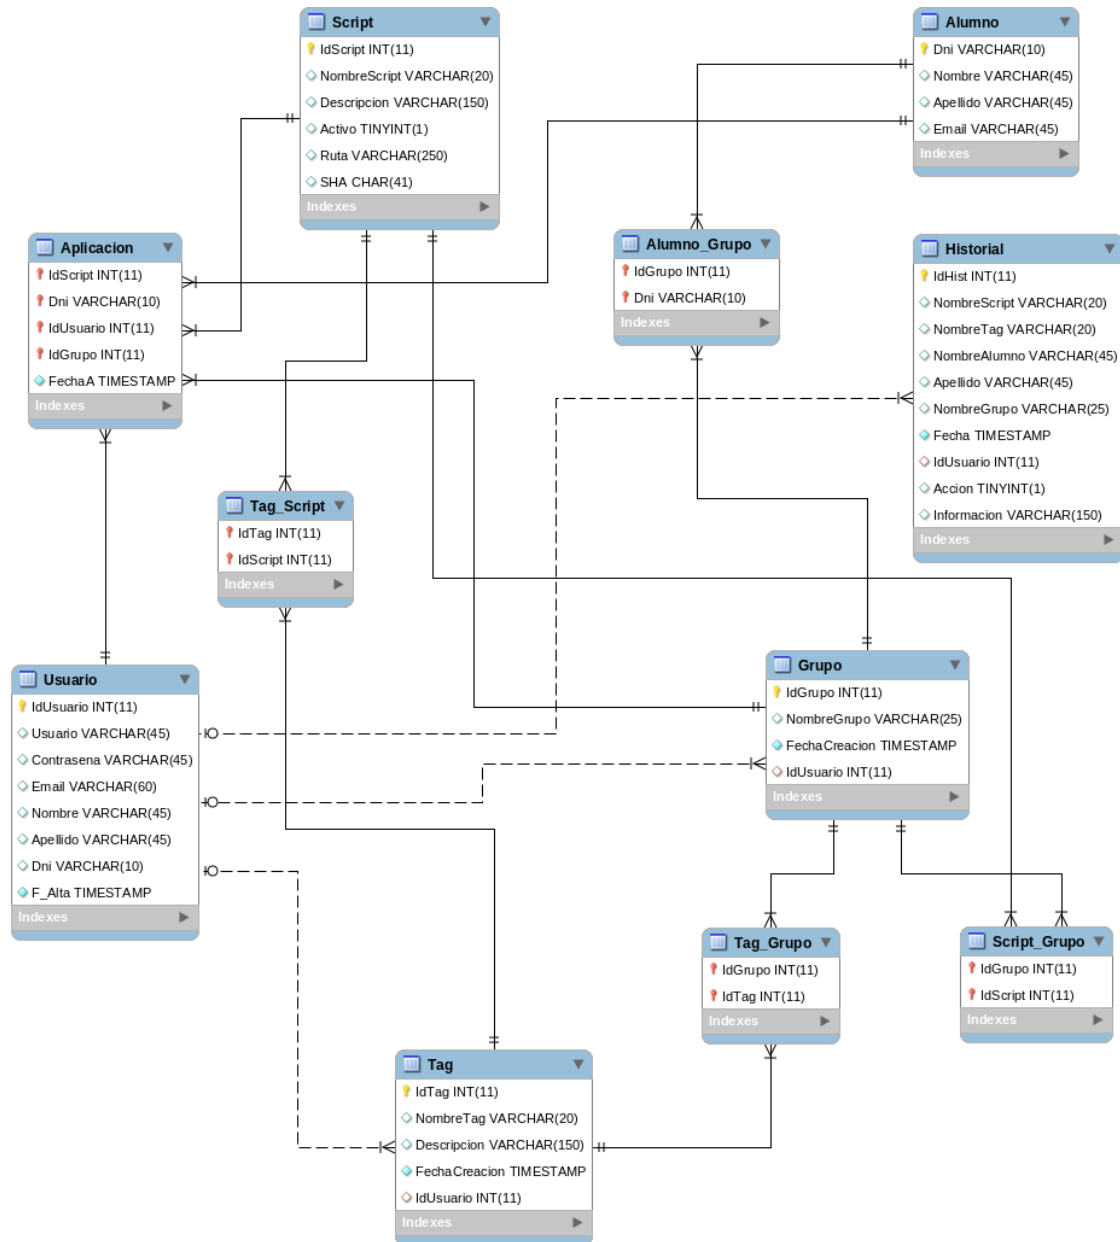 Script
IdScript INT(11)
NombreScript VARCHAR(20)
Descripcion VARCHAR(150)
Activo TINYINT(1)
Ruta VARCHAR(250)
SHA CHAR(41)
Indexes
Alumno
Dni VARCHAR(10)
Nombre VARCHAR(45)
Apellido VARCHAR(45)
Email VARCHAR(45)
Indexes
Aplicacion
IdScript INT(11)
Dni VARCHAR(10)
IdUsuario INT(11)
IdGrupo INT(11)
FechaA TIMESTAMP
Indexes
Alumno_Grupo
IdGrupo INT(11)
Dni VARCHAR(10)
Indexes
Historial
IdHist INT(11)
NombreScript VARCHAR(20)
NombreTag VARCHAR(20)
NombreAlumno VARCHAR(45)
Apellido VARCHAR(45)
NombreGrupo VARCHAR(25)
Fecha TIMESTAMP
IdUsuario INT(11)
Accion TINYINT(1)
Informacion VARCHAR(150)
Indexes
Tag_Script
IdTag INT(11)
IdScript INT(11)
Indexes
Usuario
IdUsuario INT(11)
Usuario VARCHAR(45)
Contrasena VARCHAR(45)
Email VARCHAR(60)
Nombre VARCHAR(45)
Apellido VARCHAR(45)
Dni VARCHAR(10)
F_Alta TIMESTAMP
Indexes
Grupo
IdGrupo INT(11)
NombreGrupo VARCHAR(25)
FechaCreacion TIMESTAMP
IdUsuario INT(11)
Indexes
Tag_Grupo
IdGrupo INT(11)
IdTag INT(11)
Indexes
Script_Grupo
IdGrupo INT(11)
IdScript INT(11)
Indexes
Tag
IdTag INT(11)
NombreTag VARCHAR(20)
Descripcion VARCHAR(150)
FechaCreacion TIMESTAMP
IdUsuario INT(11)
Indexes